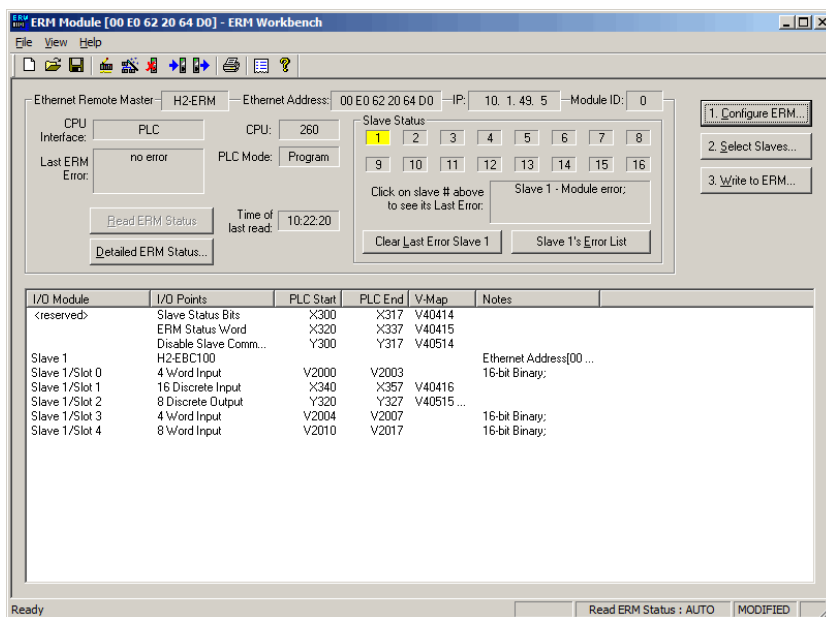 ERM Module [00 E0 62 20 64 D0] - ERM Workbench
File View Help
Ethernet Remote Master H2-ERM Ethernet Address: 00 E0 62 20 64 D0 IP: 10. 1. 49. 5 Module ID: 0
1. Configure ERM...
CPU Interface: PLC CPU: 260
Slave Status
1 2 3 4 5 6 7 8
2. Select Slaves...
Last ERM Error: no error PLC Mode: Program
9 10 11 12 13 14 15 16
3. Write to ERM...
Click on slave # above to see its Last Error: Slave 1 - Module error;
Read ERM Status Time of last read: 10:22:20
Clear Last Error Slave 1 Slave 1's Error List
Detailed ERM Status...
I/O Module I/O Points PLC Start PLC End V-Map Notes
<reserved> Slave Status Bits X300 X317 V40414
ERM Status Word X320 X337 V40415
Disable Slave Comm... Y300 Y317 V40514
Slave 1 H2-EBC100 Ethernet Address[00 ...
Slave 1/Slot 0 4 Word Input V2000 V2003 16-bit Binary;
Slave 1/Slot 1 16 Discrete Input X340 X357 V40416
Slave 1/Slot 2 8 Discrete Output Y320 Y327 V40515 ...
Slave 1/Slot 3 4 Word Input V2004 V2007 16-bit Binary;
Slave 1/Slot 4 8 Word Input V2010 V2017 16-bit Binary;
Ready Read ERM Status : AUTO MODIFIED